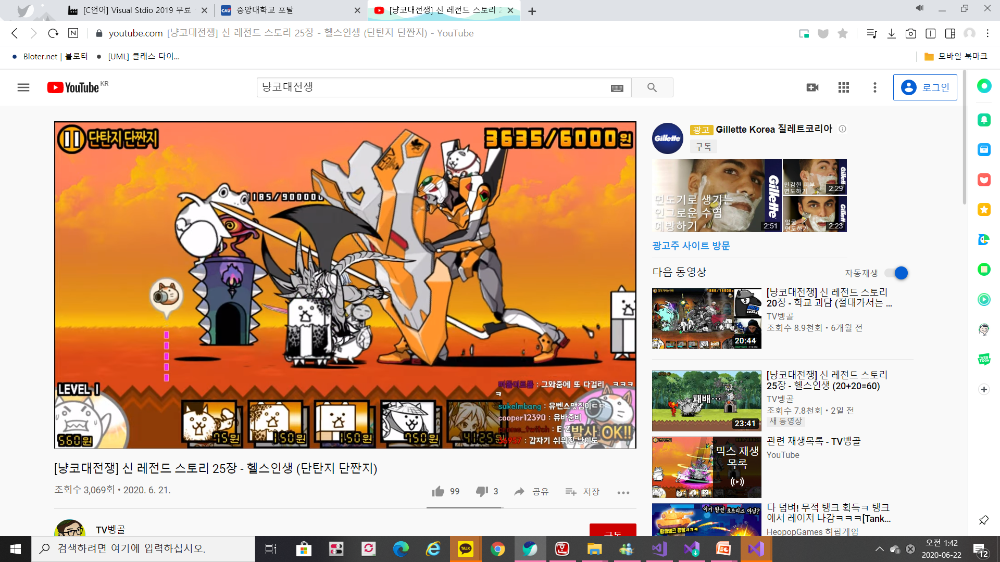 [C언어] Visual Stdio 2019 무료
중앙대학교 포탈
[냥코대전쟁] 신 레전드 스토리 2
youtube.com [냥코대전쟁] 신 레전드 스토리 25장 - 헬스인생 (단탄지 단짠지) - YouTube
Bloter.net | 블로터
[UML] 클래스 다이...
모바일 북마크
YouTube KR
냥코대전쟁
로그인
단탄지 단짠지
3635/6000원
LEVEL 1
560원
75원
150원
150원
750원
4125원
: 그와중에 또 다걸리 ㅋㅋㅋ
ㅋ
sukelmbang : 유벤스맷집이ㄷㄷ
cooper12390 : 유바준비
preme_twitch : E-Z
36957 : 갑자기 쉬워진 난이도
발사 OK!!
[냥코대전쟁] 신 레전드 스토리 25장 - 헬스인생 (단탄지 단짠지)
조회수 3,069회 • 2020. 6. 21.
99
3
공유
저장
TV벵골
구독
Gillette
광고 Gillette Korea 질레트코리아
구독
면도기로 생기는
인그로운 수염
예방하기
Gillette
2:51
민감한 피부
면도하기
Gillette
2:29
얼굴
면도하기
Gillette
2:23
광고주 사이트 방문
다음 동영상
자동재생
20:44
[냥코대전쟁] 신 레전드 스토리
20장 - 학교 괴담 (절대가서는 ...
TV벵골
조회수 8.9천회 • 6개월 전
패배...
23:41
[냥코대전쟁] 신 레전드 스토리
25장 - 헬스인생 (20+20=60)
TV벵골
조회수 7.8천회 • 2일 전
새 동영상
믹스 재생
목록
관련 재생목록 - TV벵골
YouTube
이거 완전 포트리스 아님?
황금탱크 등장ㅋㅋㅋ
다 덤벼! 무적 탱크 획득ㅋ 탱크
에서 레이저 나감ㅋㅋㅋ[Tank...
HeopopGames 허팝게임
WEB
TOON
검색하려면 여기에 입력하십시오.
TALK
오전 1:42
2020-06-22
12